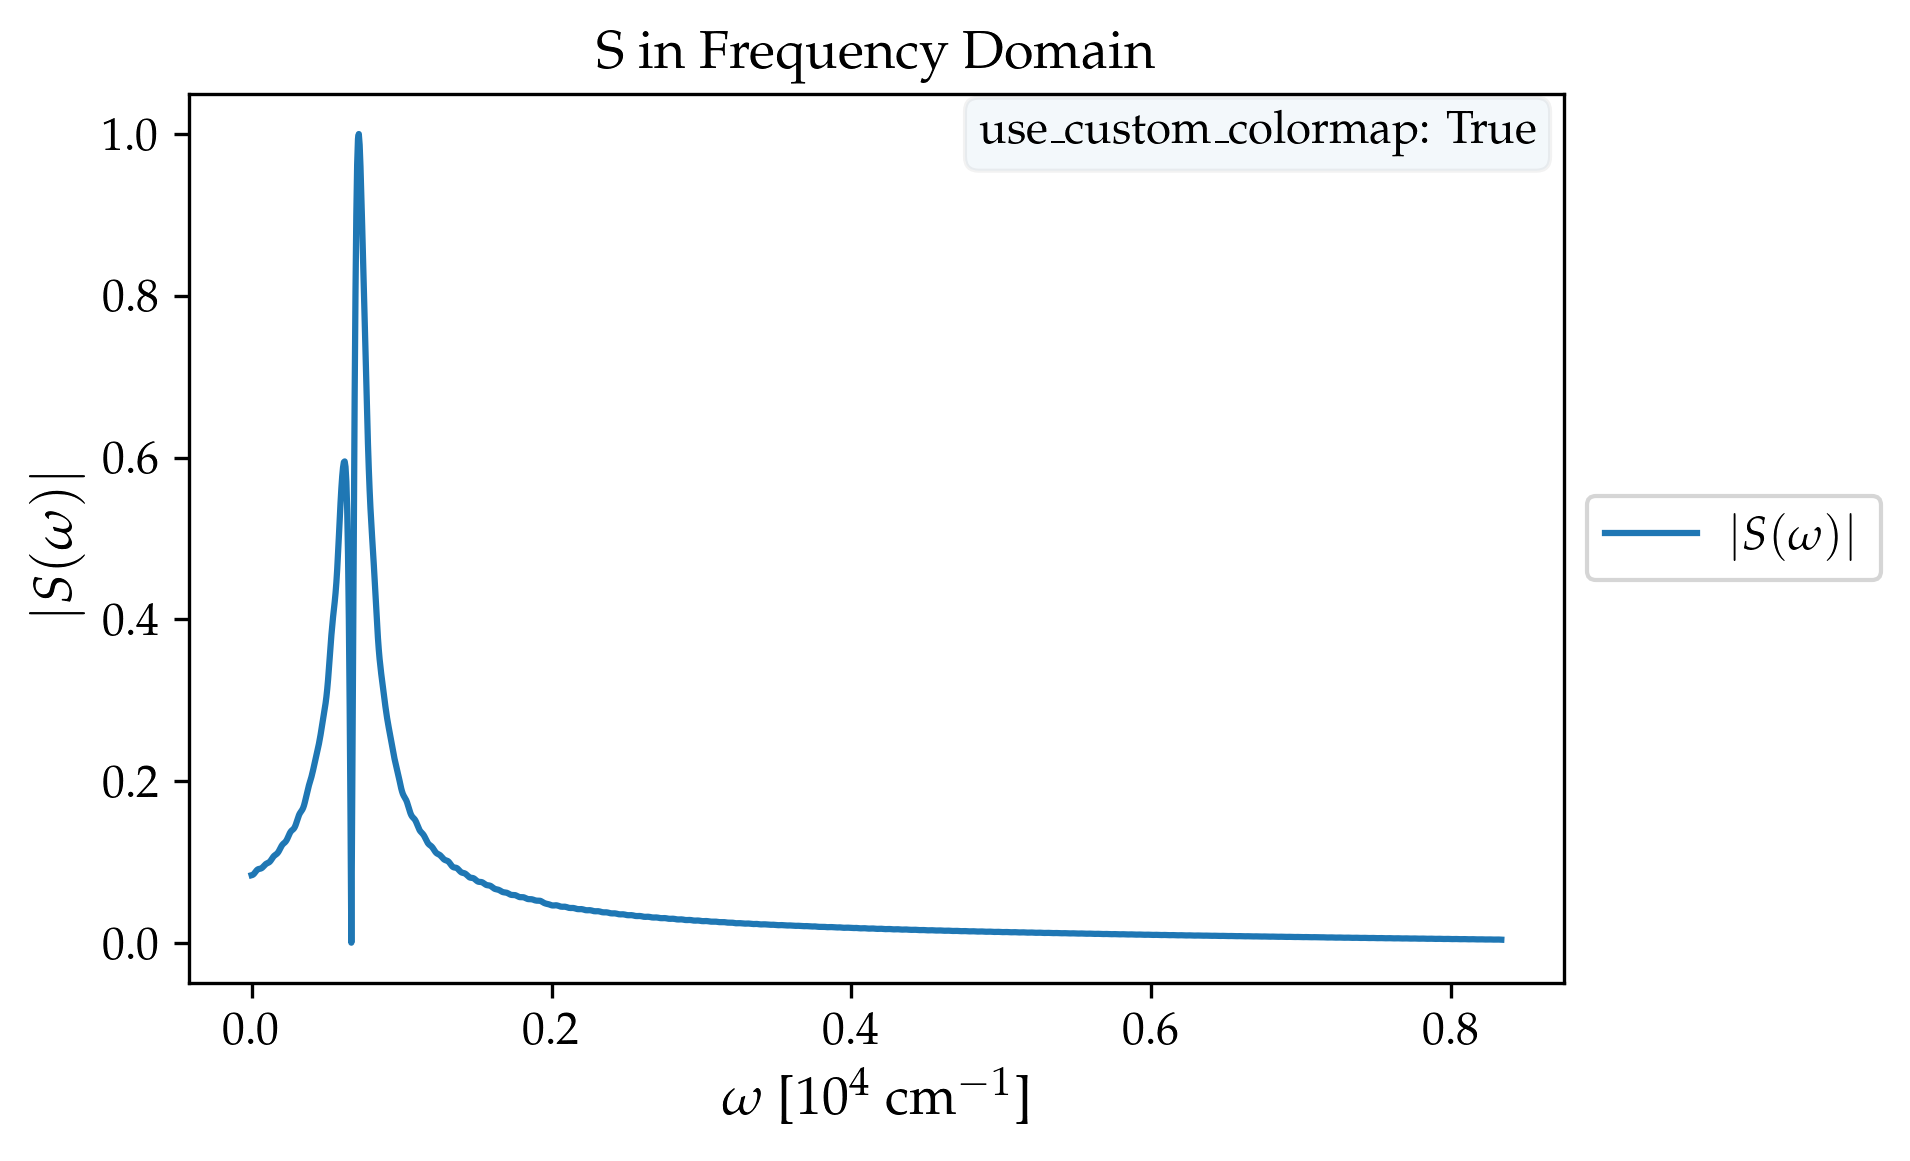 S in Frequency Domain
use_custom_colormap: True
|S(ω)|
1.0
0.8
0.6
0.4
0.2
0.0
|S(ω)|
0.0 0.2 0.4 0.6 0.8
ω [10⁴ cm⁻¹]